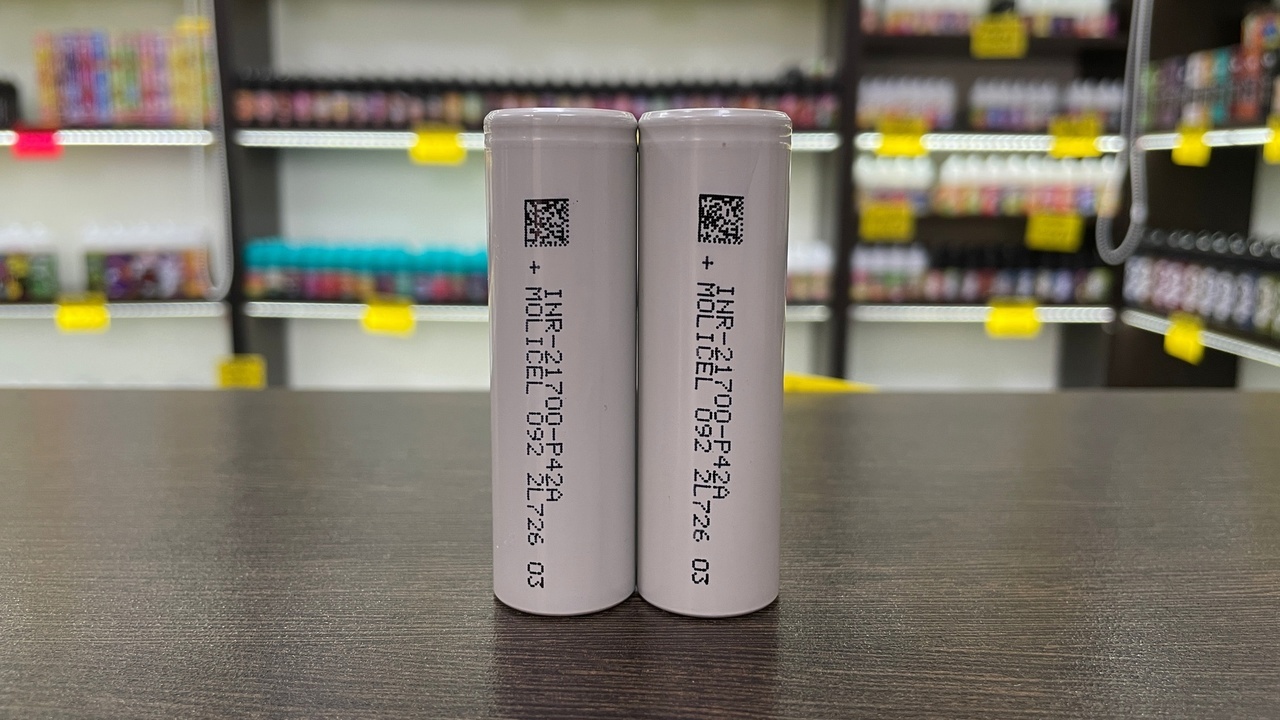 INR-21700-P42A
+ MOLICEL 092 2L726 03
INR-21700-P42A
+ MOLICEL 092 2L726 03